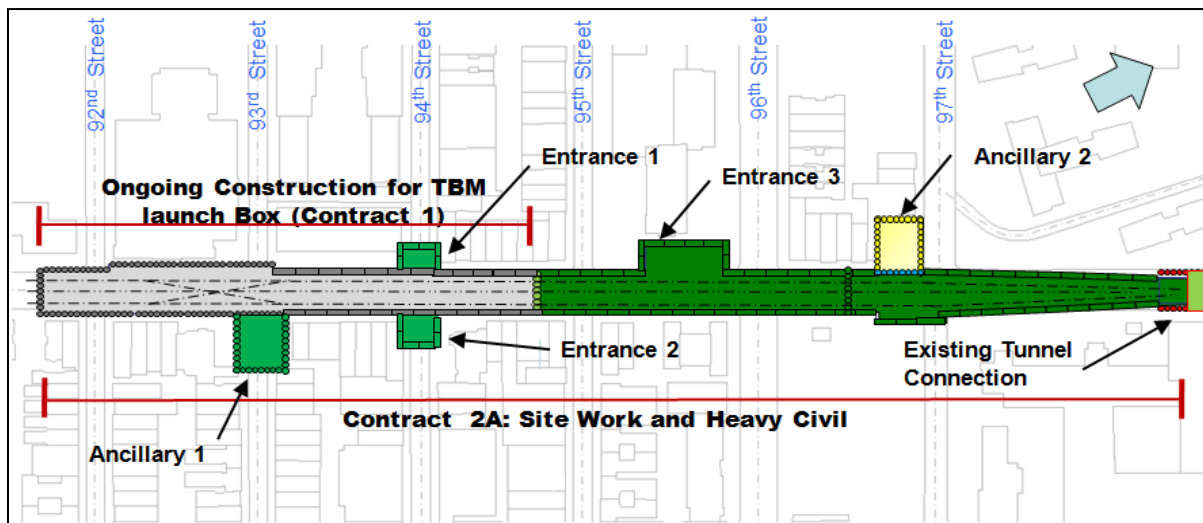 92nd Street
93rd Street
94th Street
95th Street
96th Street
97th Street
Entrance 1
Ongoing Construction for TBM
launch Box (Contract 1)
Entrance 3
Ancillary 2
Entrance 2
Existing Tunnel
Connection
Contract 2A: Site Work and Heavy Civil
Ancillary 1